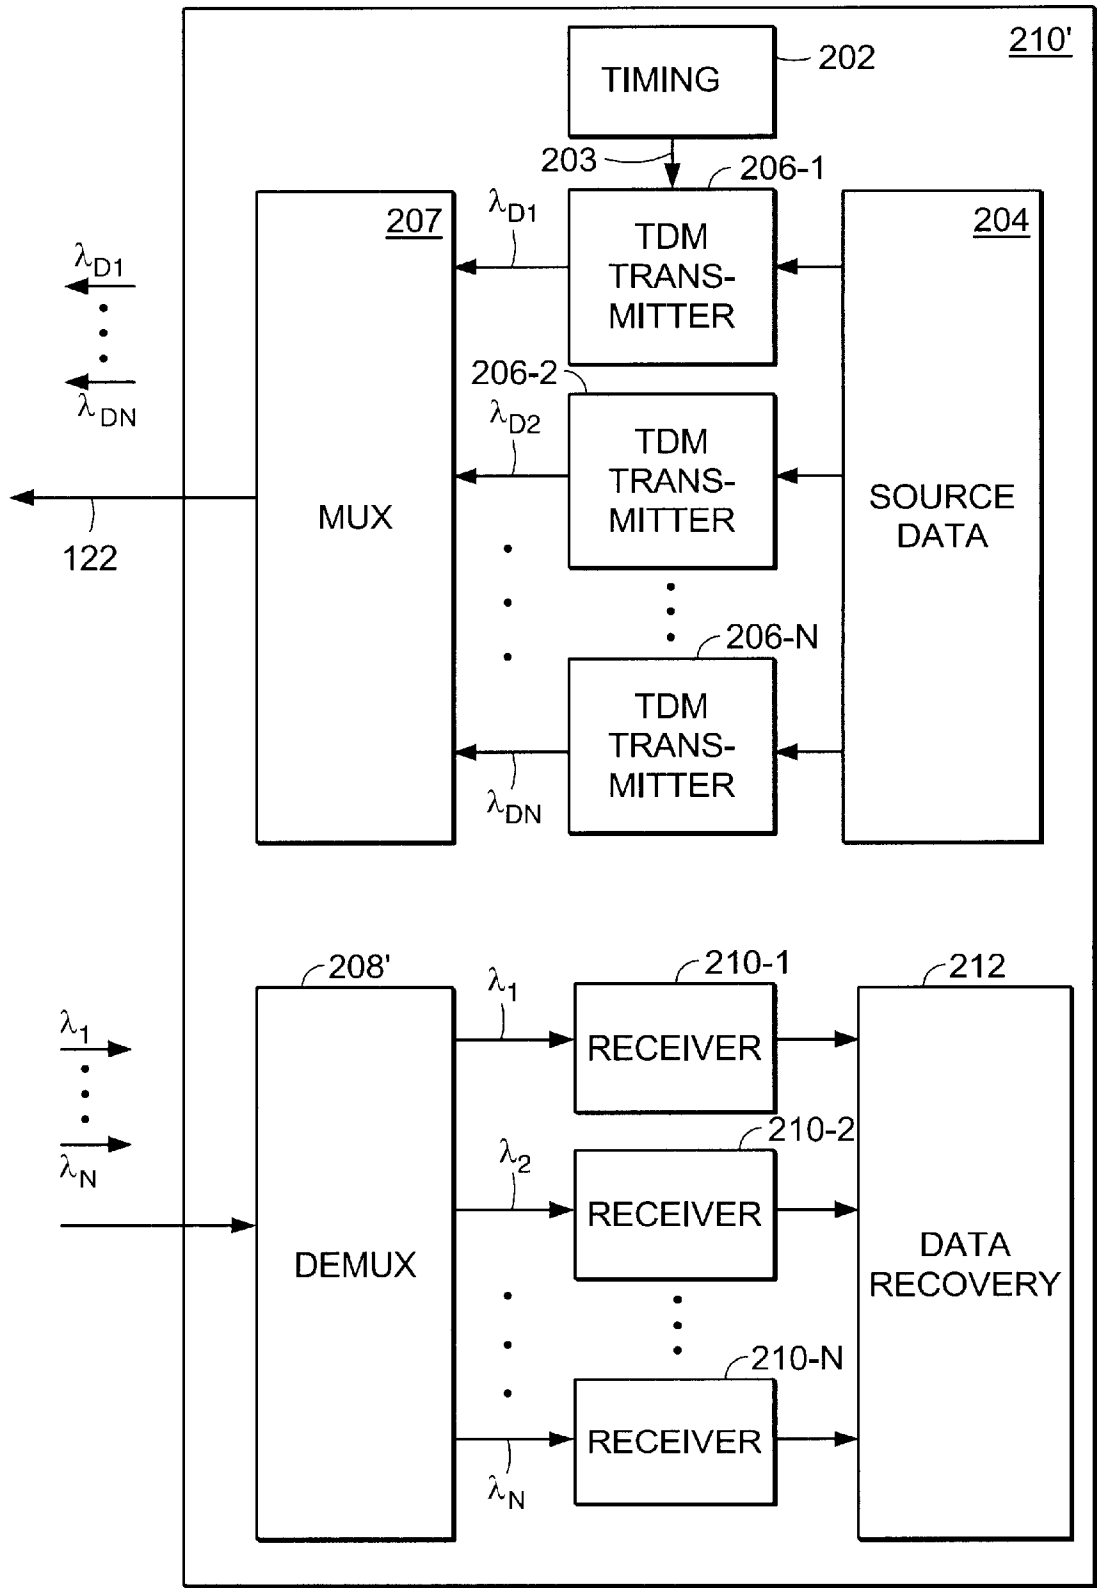 210'
TIMING
202
203
206-1
207
λD1
TDM
TRANS-
MITTER
204
λD1
λDN
206-2
λD2
TDM
TRANS-
MITTER
MUX
SOURCE
DATA
122
206-N
TDM
TRANS-
MITTER
λDN
208'
210-1
212
λ1
λ1
RECEIVER
λN
210-2
λ2
RECEIVER
DEMUX
DATA
RECOVERY
210-N
RECEIVER
λN